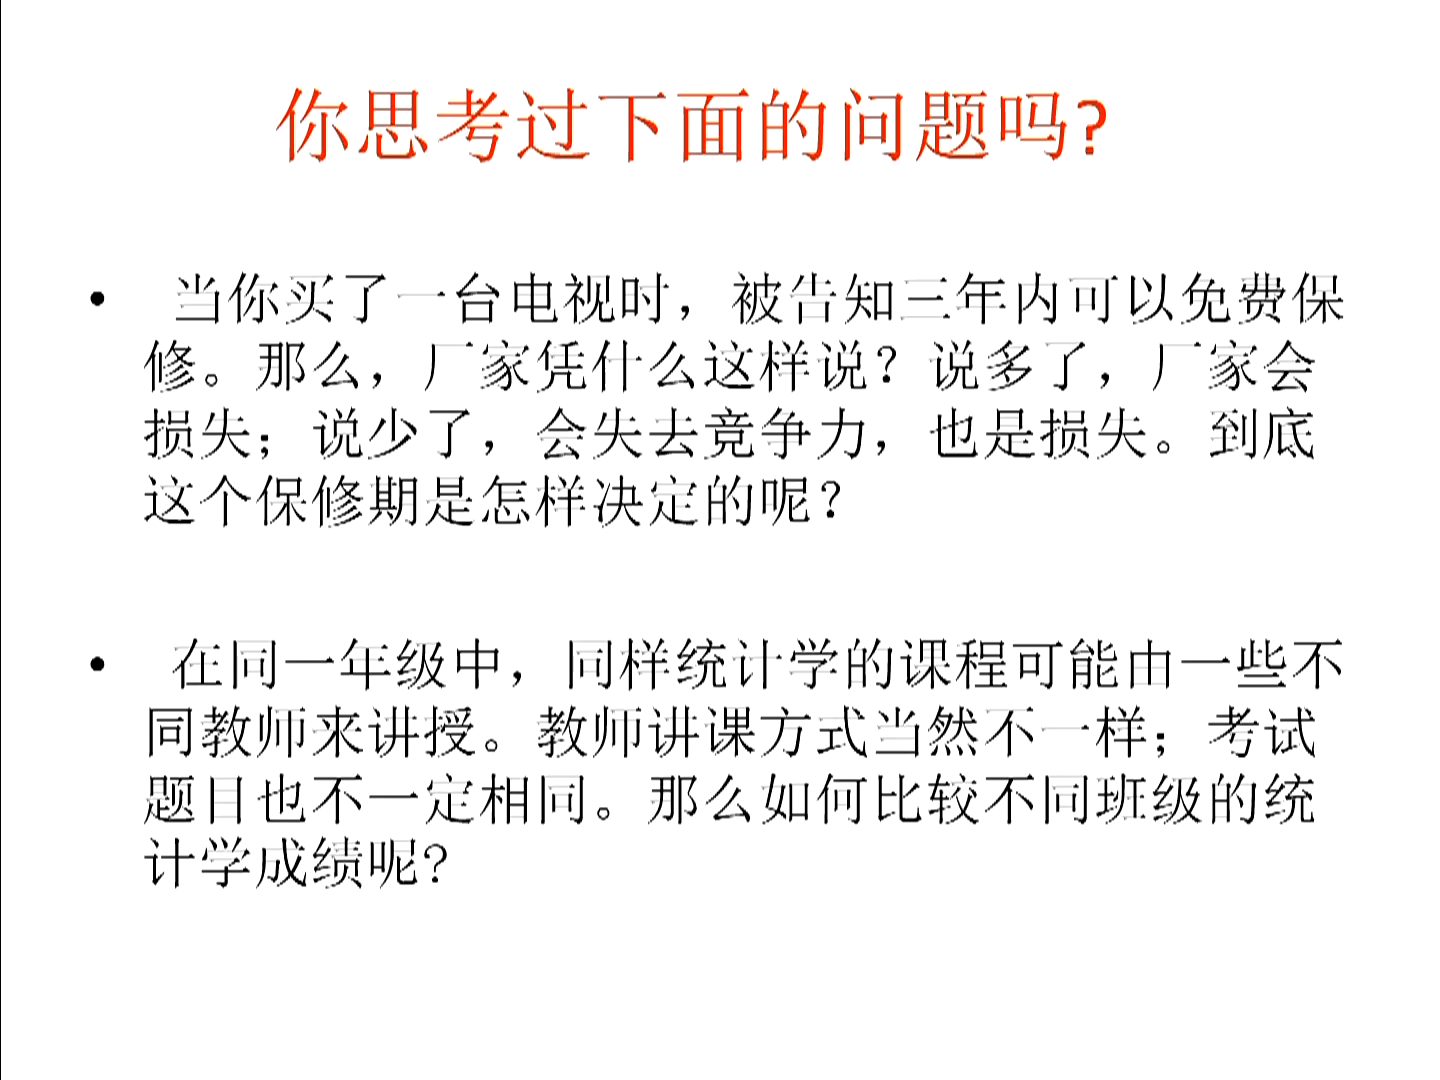 你思考过下面的问题吗?
• 当你买了一台电视时，被告知三年内可以免费保
修。那么，厂家凭什么这样说？说多了，厂家会
损失；说少了，会失去竞争力，也是损失。到底
这个保修期是怎样决定的呢？
• 在同一年级中，同样统计学的课程可能由一些不
同教师来讲授。教师讲课方式当然不一样；考试
题目也不一定相同。那么如何比较不同班级的统
计学成绩呢?